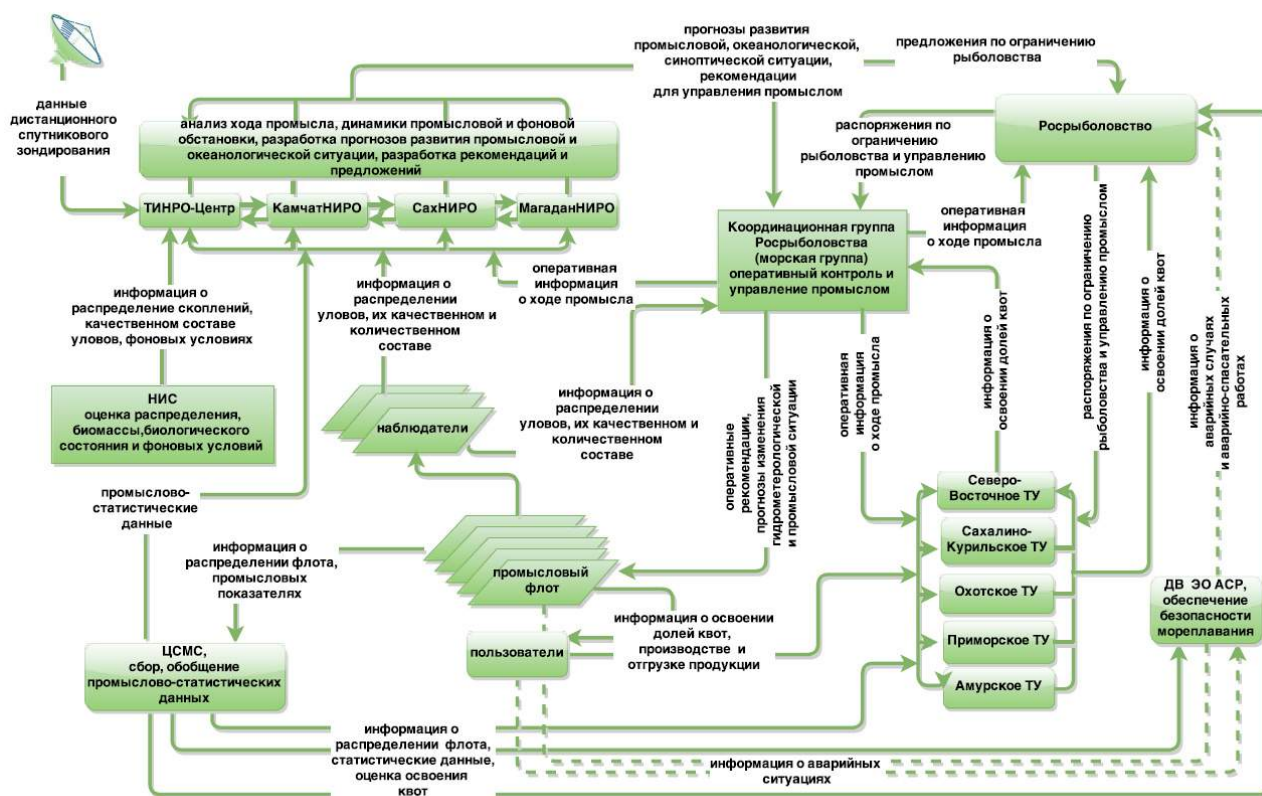 прогнозы развития
промысловой, океанологической,
синоптической ситуации,
рекомендации
для управления промыслом
предложения по ограничению
рыболовства
данные
дистанционного
спутникового
зондирования
анализ хода промысла, динамики промысловой и фоновой
обстановки, разработка прогнозов развития промысловой и
океанологической ситуации, разработка рекомендаций и
предложений
распоряжения по
ограничению
рыболовства и управлению
промыслом
Росрыболовство
ТИНРО-Центр
КамчатНИРО
СахНИРО
МагаданНИРО
Координационная группа
Росрыболовства
(морская группа)
оперативный контроль и
управление промыслом
оперативная
информация
о ходе промысла
информация о
распределение скоплений,
качественном составе
уловов, фоновых условиях
информация о
распределении
уловов, их качественном и
количественном
составе
оперативная
информация
о ходе промысла
НИС
оценка распределения,
биомассы,биологического
состояния и фоновых условий
наблюдатели
информация о
распределении
уловов, их качественном и
количественном
составе
оперативные
рекомендации,
прогнозы изменения
гидрометерологической
и промысловой ситуации
оперативная
информация
о ходе промысла
информация о
освоении долей квот
распоряжения по ограничению
рыболовства и управлению промыслом
информация о
освоении долей квот
информация о
аварийных случаях
и аварийно-спасательных
работах
промыслово-
статистические
данные
информация о
распределении флота,
промысловых
показателях
промысловый
флот
Северо-
Восточное ТУ
Сахалино-
Курильское ТУ
Охотское ТУ
Приморское ТУ
Амурское ТУ
ДВ ЭО АСР,
обеспечение
безопасности
мореплавания
информация о освоении
долей квот,
производстве и
отгрузке продукции
пользователи
ЦСМС,
сбор, обобщение
промыслово-статистических
данных
информация о
распределении флота,
статистические данные,
оценка освоения
квот
информация о аварийных
ситуациях